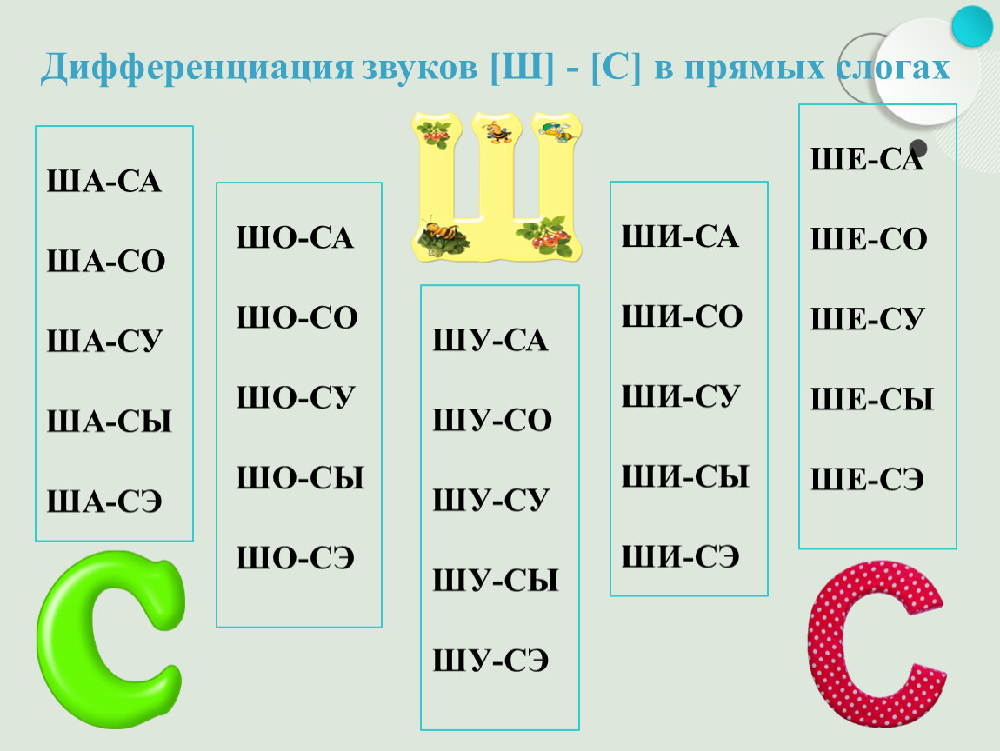 Дифференциация звуков [Ш] - [С] в прямых слогах
ША-СА
ША-СО
ША-СУ
ША-СЫ
ША-СЭ
ШО-СА
ШО-СО
ШО-СУ
ШО-СЫ
ШО-СЭ
Ш
ШУ-СА
ШУ-СО
ШУ-СУ
ШУ-СЫ
ШУ-СЭ
ШИ-СА
ШИ-СО
ШИ-СУ
ШИ-СЫ
ШИ-СЭ
ШЕ-СА
ШЕ-СО
ШЕ-СУ
ШЕ-СЫ
ШЕ-СЭ
С
С